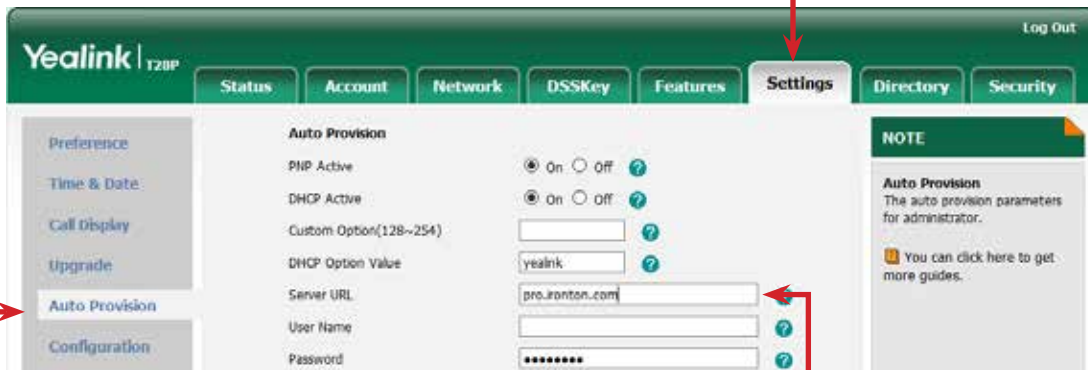 Log Out
Yealink T20P
Status Account Network DSSKey Features Settings Directory Security
Preference
Time & Date
Call Display
Upgrade
Auto Provision
Configuration
Auto Provision
PNP Active On Off ?
DHCP Active On Off ?
Custom Option(128~254) ?
DHCP Option Value yealnk ?
Server URL pro.ironton.com
User Name ?
Password •••••••• ?
NOTE
Auto Provision
The auto provision parameters
for administrator.
You can click here to get
more guides.